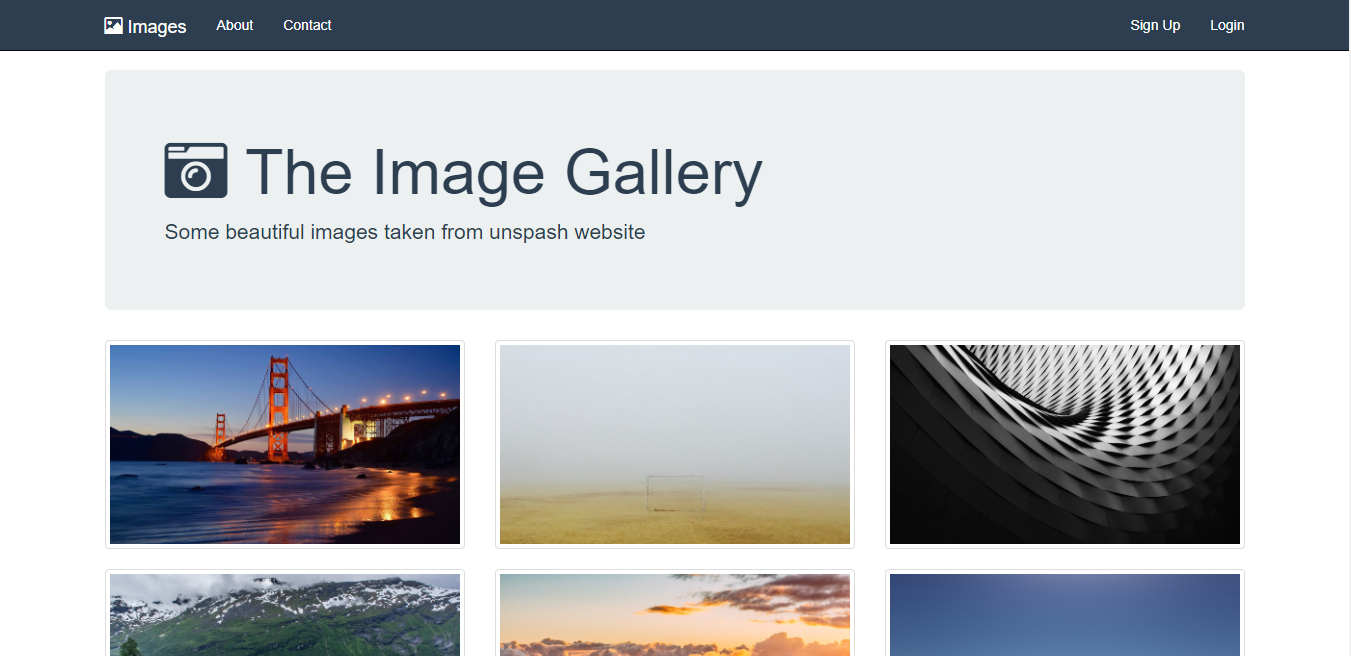 Images About Contact Sign Up Login
The Image Gallery
Some beautiful images taken from unspash website